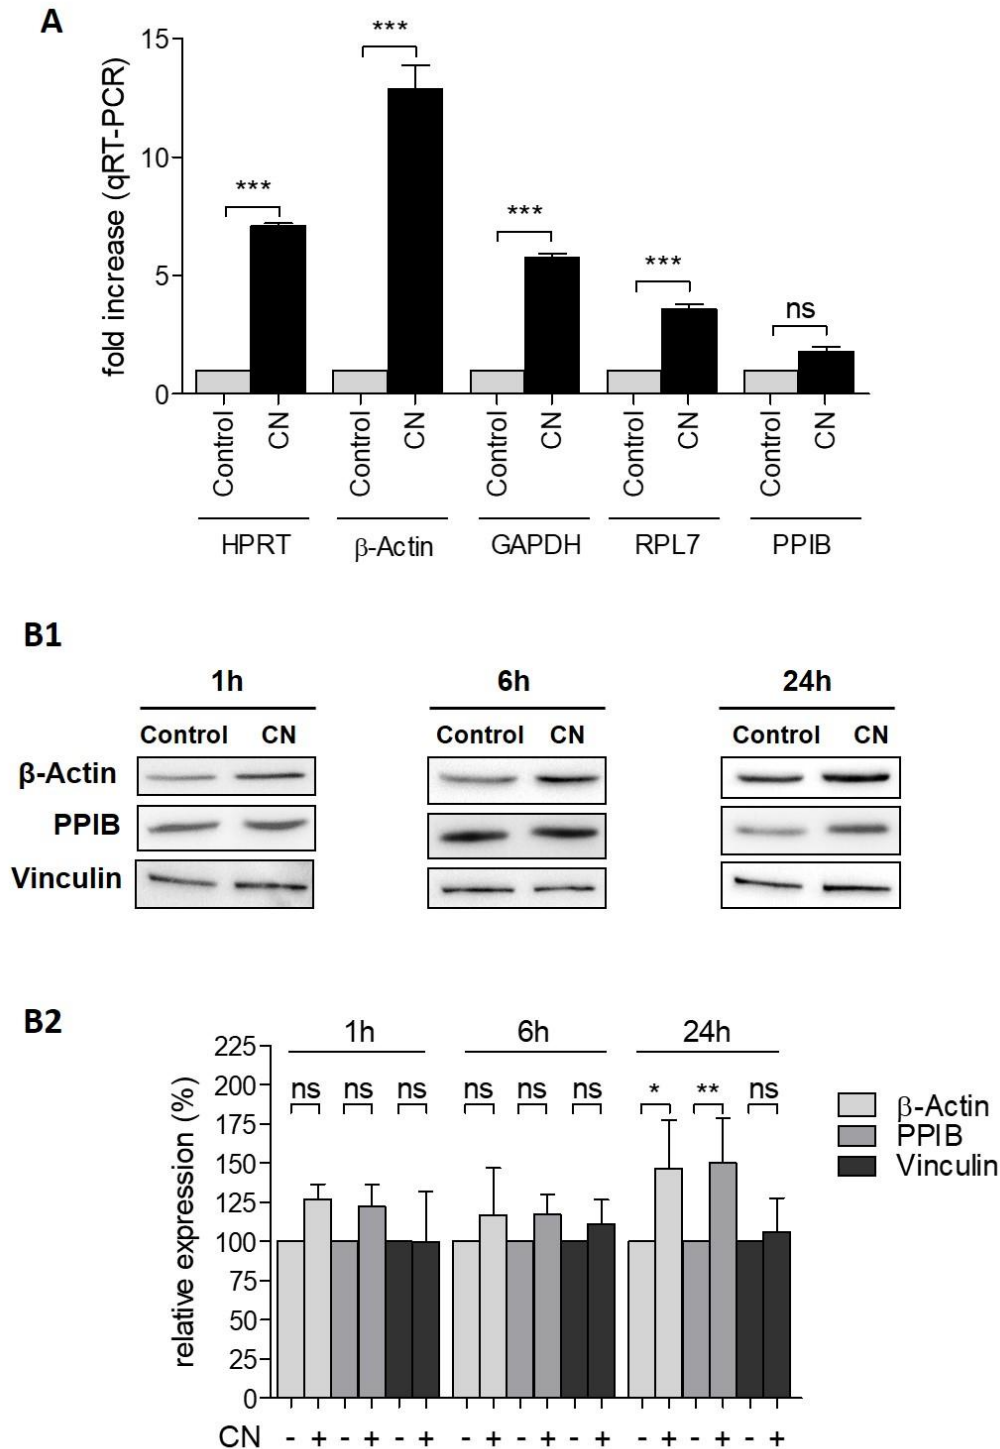 A
fold increase (qRT-PCR)
15
10
5
0
***
***
***
***
ns
Control CN Control CN Control CN Control CN Control CN
HPRT β-Actin GAPDH RPL7 PPIB
B1
1h 6h 24h
Control CN Control CN Control CN
β-Actin
PPIB
Vinculin
B2
1h 6h 24h
relative expression (%)
225
200
175
150
125
100
75
50
25
0
ns ns ns ns ns ns * ** ns
β-Actin
PPIB
Vinculin
CN - + - + - + - + - + - + - + - + - +